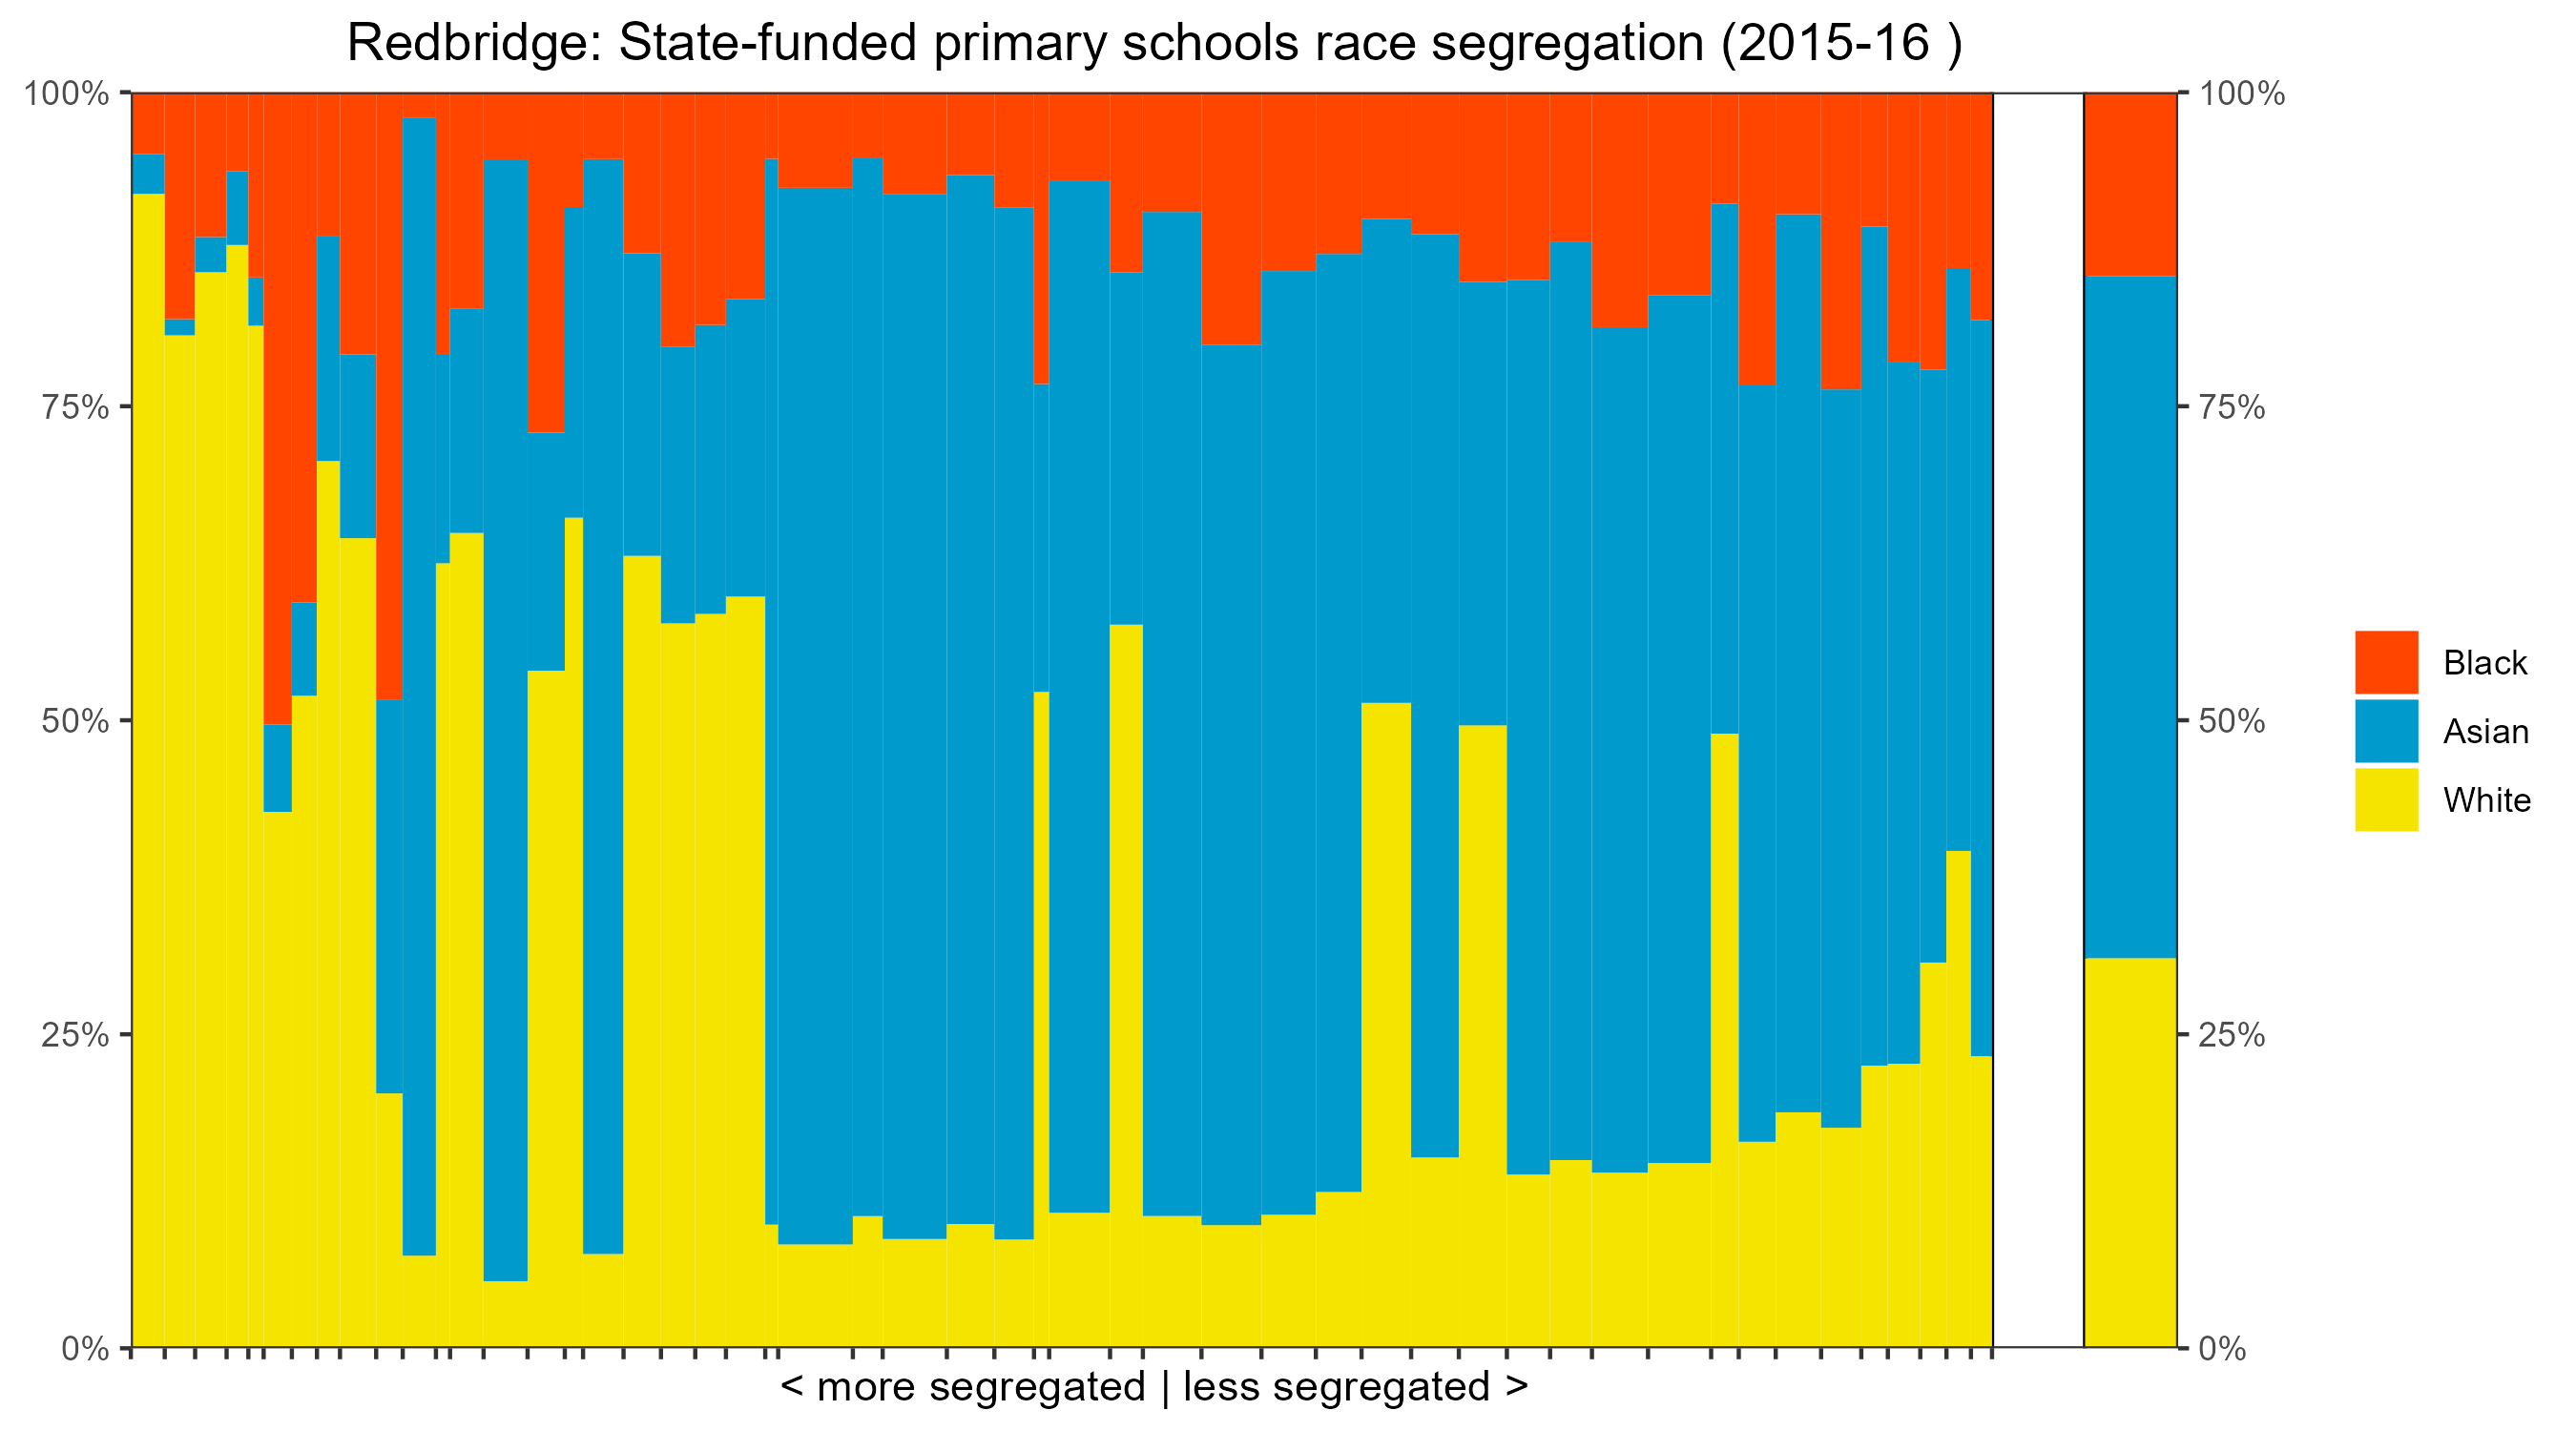 Redbridge: State-funded primary schools race segregation (2015-16 )
100%
75%
50%
25%
0%
100%
75%
50%
25%
0%
Black
Asian
White
< more segregated | less segregated >